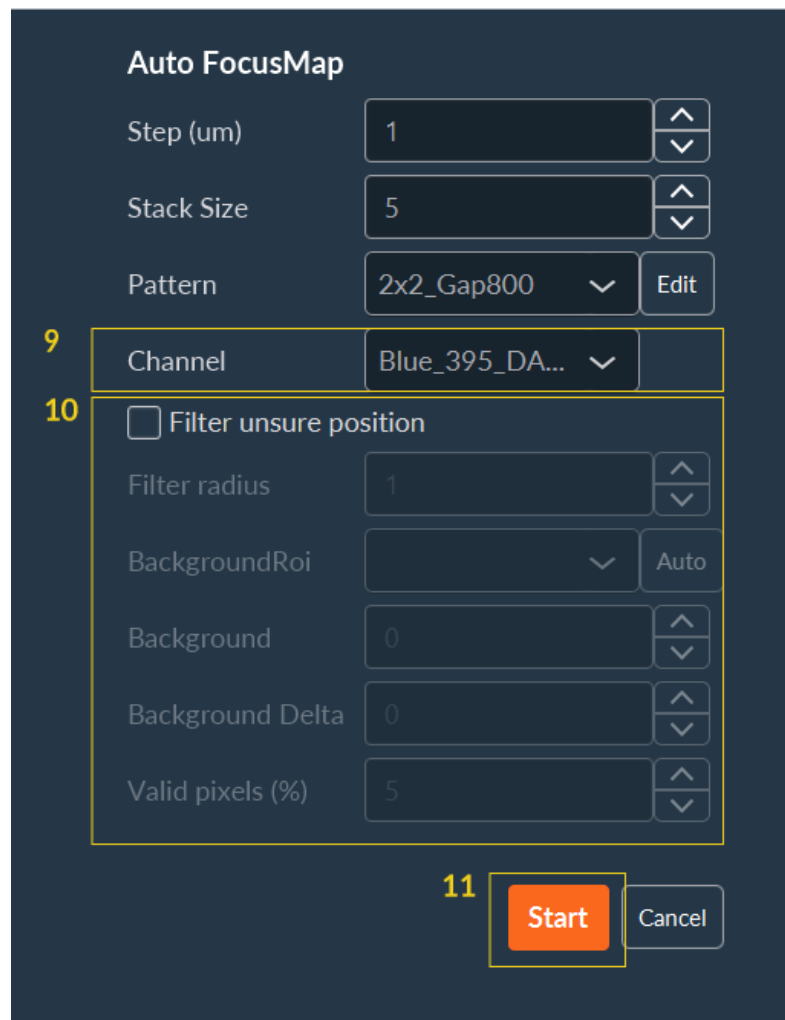 Auto FocusMap
Step (um) 1
Stack Size 5
Pattern 2x2_Gap800 Edit
9 Channel Blue_395_DA...
10 Filter unsure position
Filter radius 1
BackgroundRoi Auto
Background 0
Background Delta 0
Valid pixels (%) 5
11 Start Cancel